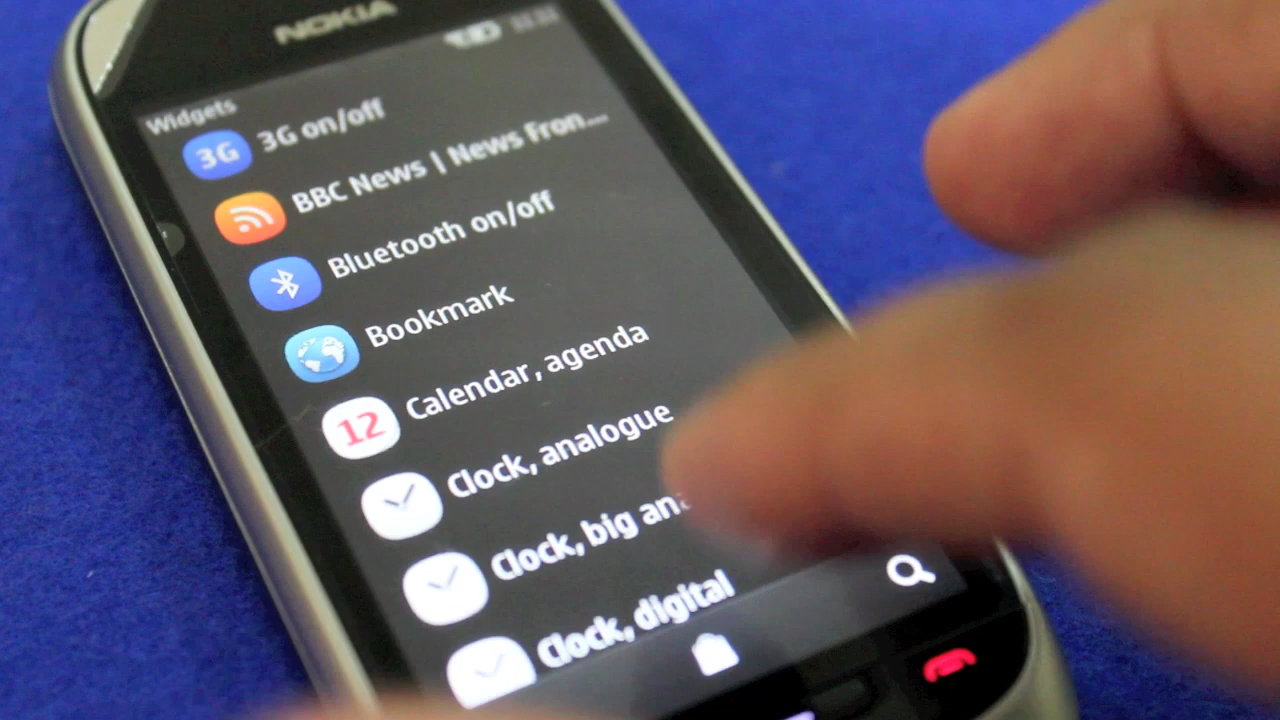 NOKIA
Widgets
3G 3G on/off
BBC News | News Fron...
Bluetooth on/off
Bookmark
12 Calendar, agenda
Clock, analogue
Clock, big ana
Clock, digital